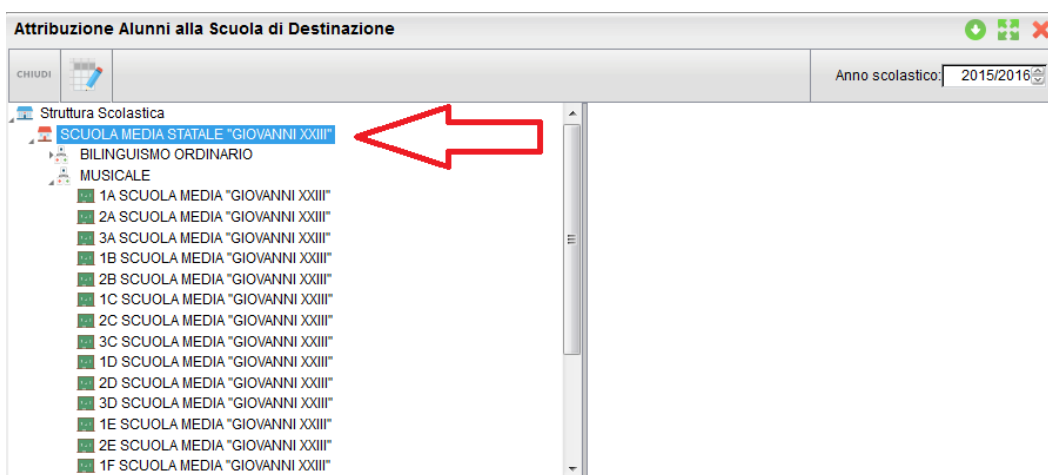 Attribuzione Alunni alla Scuola di Destinazione
CHIUDI
Anno scolastico: 2015/2016
Struttura Scolastica
SCUOLA MEDIA STATALE "GIOVANNI XXIII"
BILINGUISMO ORDINARIO
MUSICALE
1A SCUOLA MEDIA "GIOVANNI XXIII"
2A SCUOLA MEDIA "GIOVANNI XXIII"
3A SCUOLA MEDIA "GIOVANNI XXIII"
1B SCUOLA MEDIA "GIOVANNI XXIII"
2B SCUOLA MEDIA "GIOVANNI XXIII"
1C SCUOLA MEDIA "GIOVANNI XXIII"
2C SCUOLA MEDIA "GIOVANNI XXIII"
3C SCUOLA MEDIA "GIOVANNI XXIII"
1D SCUOLA MEDIA "GIOVANNI XXIII"
2D SCUOLA MEDIA "GIOVANNI XXIII"
3D SCUOLA MEDIA "GIOVANNI XXIII"
1E SCUOLA MEDIA "GIOVANNI XXIII"
2E SCUOLA MEDIA "GIOVANNI XXIII"
1F SCUOLA MEDIA "GIOVANNI XXIII"